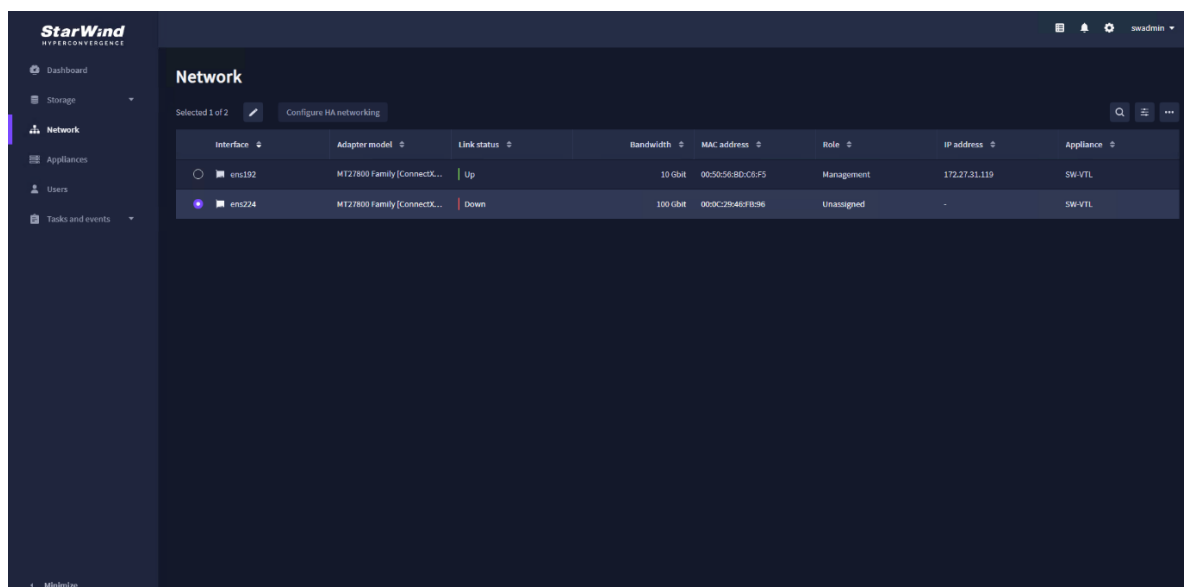 StarWind
HYPERCONVERGENCE
swadmin
Dashboard
Storage
Network
Appliances
Users
Tasks and events
Network
Selected 1 of 2
Configure HA networking
Interface Adapter model Link status Bandwidth MAC address Role IP address Appliance
ens192 MT27800 Family [ConnectX... Up 10 Gbit 00:50:56:BD:C6:F5 Management 172.27.31.119 SW-VTL
ens224 MT27800 Family [ConnectX... Down 100 Gbit 00:0C:29:46:FB:96 Unassigned - SW-VTL
Minimize